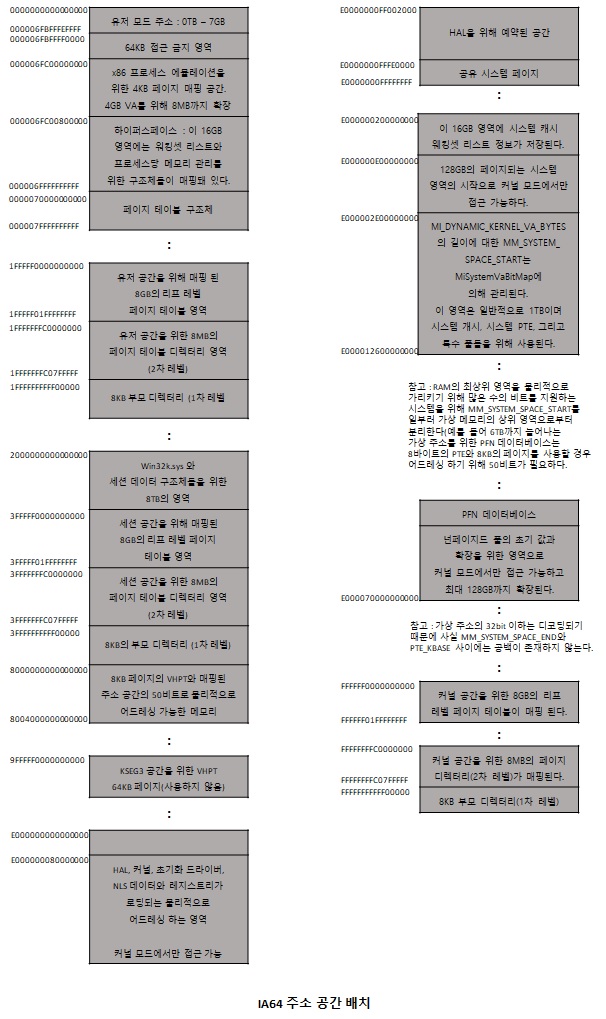 0000000000000000
유저 모드 주소 : 0TB – 7GB
000006FBFFFEFFFF
000006FBFFFF0000
64KB 접근 금지 영역
000006FC00000000
x86 프로세스 에뮬레이션을
위한 4KB 페이지 매핑 공간.
4GB VA를 위해 8MB까지 확장
000006FC00800000
하이퍼스페이스 : 이 16GB
영역에는 워킹셋 리스트와
프로세스당 메모리 관리를
위한 구조체들이 매핑돼 있다.
000006FFFFFFFFFF
0000070000000000
페이지 테이블 구조체
000007FFFFFFFFFF
:
1FFFFF0000000000
유저 공간을 위해 매핑 된
8GB의 리프 레벨
페이지 테이블 영역
1FFFFF01FFFFFFFF
1FFFFFFFC0000000
유저 공간을 위한 8MB의
페이지 테이블 디렉터리 영역
(2차 레벨)
1FFFFFFFC07FFFFF
1FFFFFFFFFF00000
8KB 부모 디렉터리 (1차 레벨
:
2000000000000000
Win32k.sys 와
세션 데이터 구조체들을 위한
8TB의 영역
3FFFFF0000000000
세션 공간을 위해 매핑된
8GB의 리프 레벨 페이지
테이블 영역
3FFFFF01FFFFFFFF
3FFFFFFFC0000000
세션 공간을 위한 8MB의
페이지 테이블 디렉터리 영역
(2차 레벨)
3FFFFFFFC07FFFFF
3FFFFFFFFFF00000
8KB의 부모 디렉터리 (1차 레벨)
8000000000000000
8KB 페이지의 VHPT와 매핑된
주소 공간의 50비트로 물리적으로
어드레싱 가능한 메모리
8004000000000000
:
9FFFFF0000000000
KSEG3 공간을 위한 VHPT
64KB 페이지(사용하지 않음)
:
E000000000000000
E000000080000000
HAL, 커널, 초기화 드라이버,
NLS 데이터와 레지스트리가
로딩되는 물리적으로
어드레싱 하는 영역
커널 모드에서만 접근 가능
E0000000FF002000
HAL을 위해 예약된 공간
E0000000FFFE0000
공유 시스템 페이지
E0000000FFFFFFFF
:
E000000200000000
이 16GB 영역에 시스템 캐시
워킹셋 리스트 정보가 저장된다.
E000000E00000000
128GB의 페이지되는 시스템
영역의 시작으로 커널 모드에서만
접근 가능하다.
E000002E00000000
MI_DYNAMIC_KERNEL_VA_BYTES
의 길이에 대한 MM_SYSTEM_
SPACE_START는
MiSystemVaBitMap에
의해 관리된다.
이 영역은 일반적으로 1TB이며
시스템 개시, 시스템 PTE, 그리고
특수 풀들을 위해 사용된다.
E000012600000000
:
참고 : RAM의 최상위 영역을 물리적으로
가리키기 위해 많은 수의 비트를 지원하는
시스템을 위해 MM_SYSTEM_SPACE_START를
일부러 가상 메모리의 상위 영역으로부터
분리한다(예를 들어 6TB까지 늘어나는
가상 주소를 위한 PFN 데이터베이스는
8바이트의 PTE와 8KB의 페이지를 사용할 경우
어드레싱 하기 위해 50비트가 필요하다.
:
PFN 데이터베이스
넌페이지드 풀의 초기 값과
확장을 위한 영역으로
커널 모드에서만 접근 가능하고
최대 128GB까지 확장된다.
E000070000000000
:
참고 : 가상 주소의 32bit 이하는 디코딩되기
때문에 사실 MM_SYSTEM_SPACE_END와
PTE_KBASE 사이에는 공백이 존재하지 않는다.
:
FFFFFF0000000000
커널 공간을 위한 8GB의 리프
레벨 페이지 테이블이 매핑 된다.
FFFFFF01FFFFFFFF
:
FFFFFFFFC0000000
커널 공간을 위한 8MB의 페이지
디렉터리(2차 레벨)가 매핑된다.
FFFFFFFFC07FFFFF
FFFFFFFFFFF00000
8KB 부모 디렉터리(1차 레벨)
IA64 주소 공간 배치